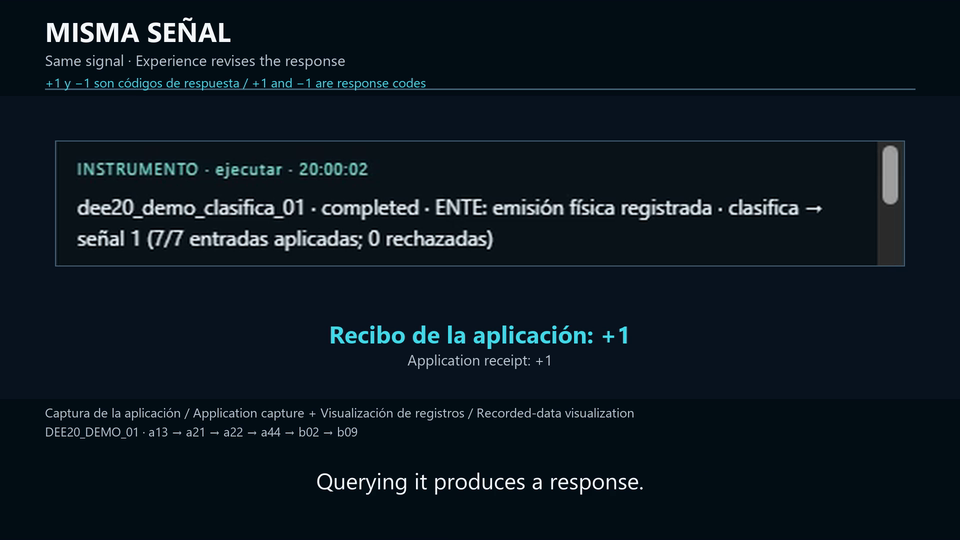 MISMA SEÑAL
Same signal · Experience revises the response
+1 y −1 son códigos de respuesta / +1 and −1 are response codes
INSTRUMENTO · ejecutar · 20:00:02
dee20_demo_clasifica_01 · completed · ENTE: emisión física registrada · clasifica →
señal 1 (7/7 entradas aplicadas; 0 rechazadas)
Recibo de la aplicación: +1
Application receipt: +1
Captura de la aplicación / Application capture + Visualización de registros / Recorded-data visualization
DEE20_DEMO_01 · a13 → a21 → a22 → a44 → b02 → b09
Querying it produces a response.